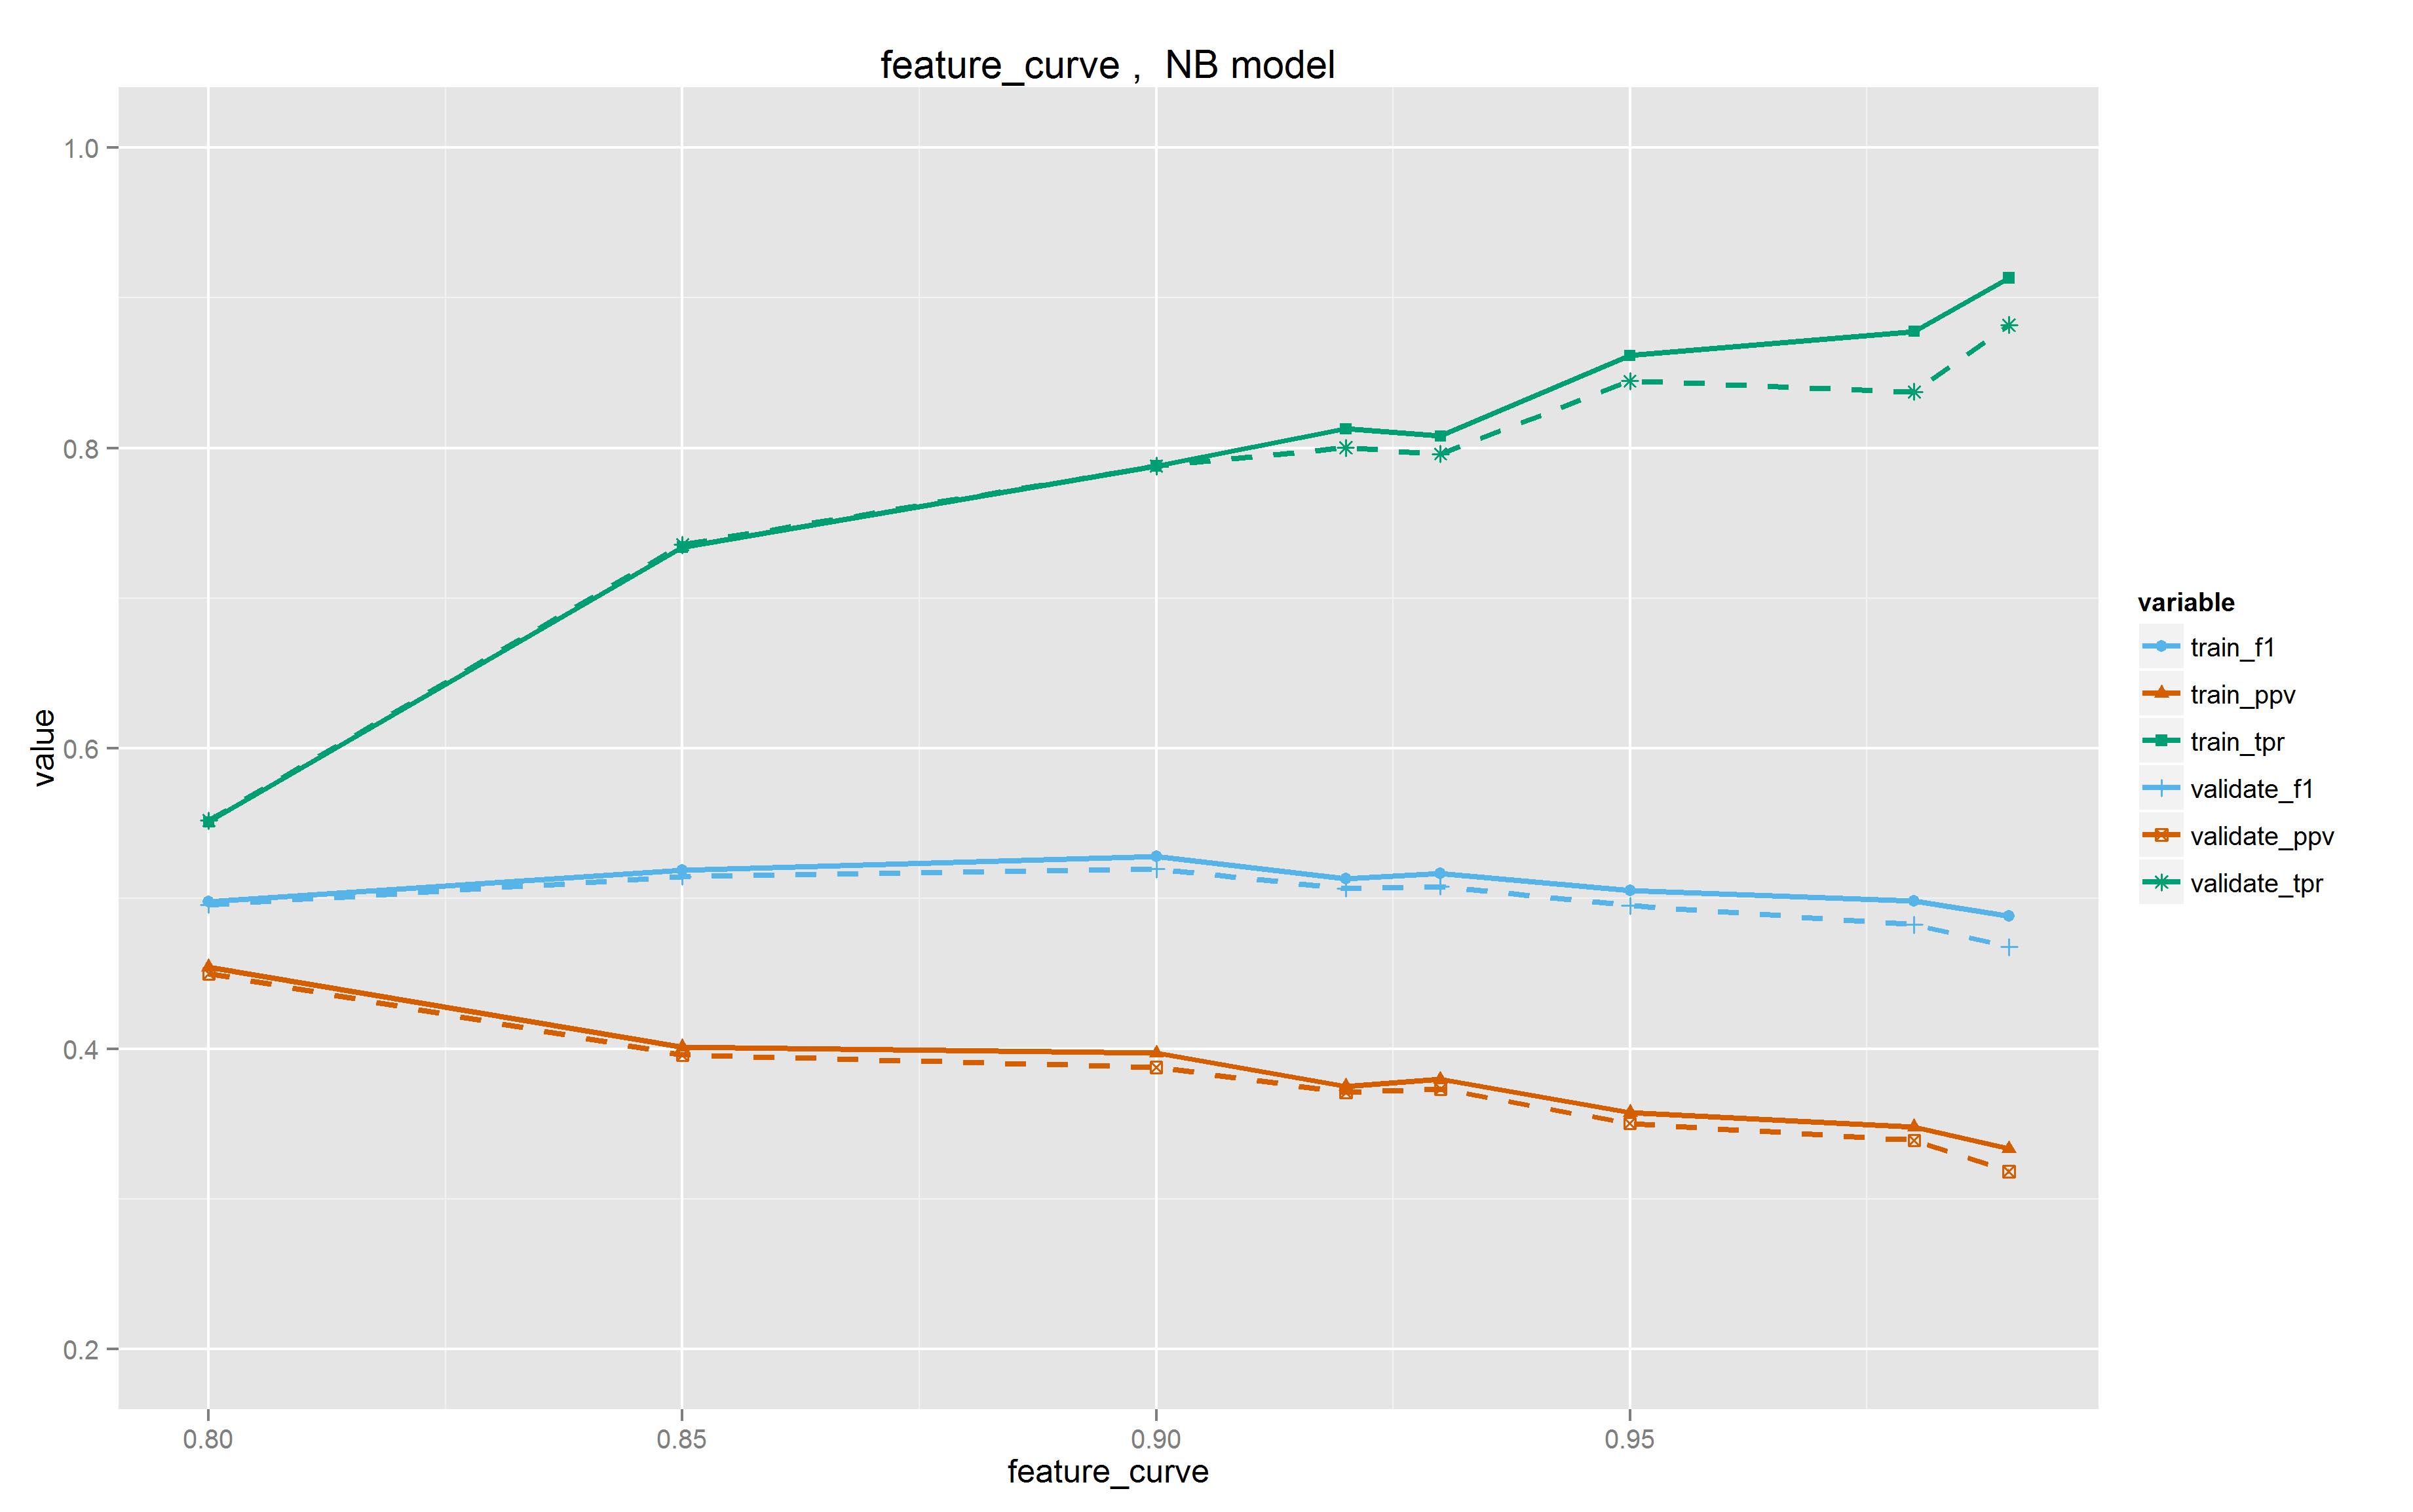 feature_curve ,  NB model
value
1.0
0.8
0.6
0.4
0.2
0.80
0.85
0.90
0.95
feature_curve
variable
train_f1
train_ppv
train_tpr
validate_f1
validate_ppv
validate_tpr